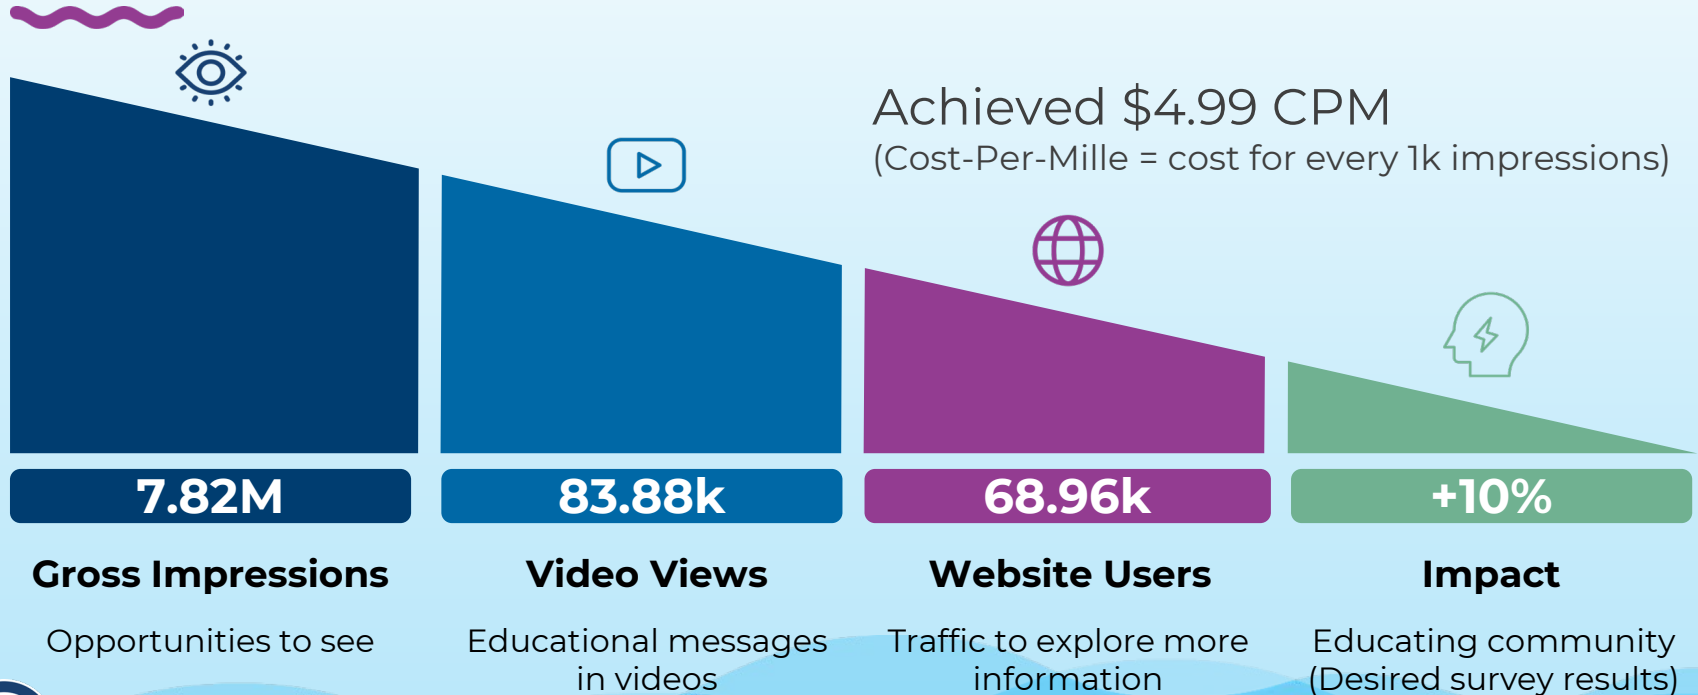 Achieved $4.99 CPM
(Cost-Per-Mille = cost for every 1k impressions)
7.82M
83.88k
68.96k
+10%
Gross Impressions
Video Views
Website Users
Impact
Opportunities to see
Educational messages
in videos
Traffic to explore more
information
Educating community
(Desired survey results)